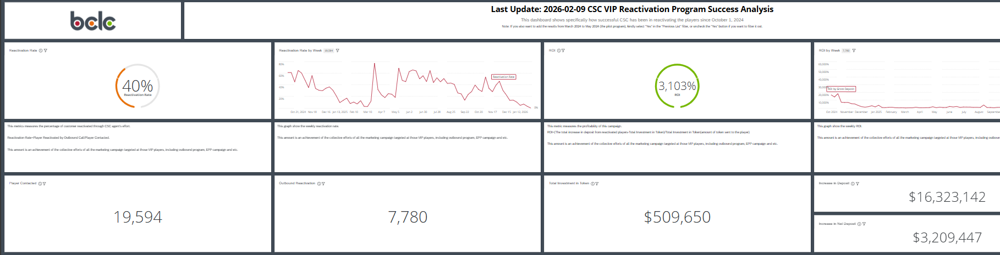 bclc
Last Update: 2026-02-09 CSC VIP Reactivation Program Success Analysis
This dashboard shows specifically how successful CSC has been in reactivating the players since October 1, 2024
Note: If you also want to add the results from March 2024 to May 2024 (the pilot program), kindly select "Yes" in the "Previous List" filter, or uncheck the "Yes" button if you want to filter it out.
Reactivation Rate
40%
Reactivation Rate
Reactivation Rate by Week 19,594
80%
60%
40%
20%
Reactivation Rate
0%
Oct 21, 2024 Nov 18 Dec 16 Jan 13, 2025 Feb 10 Mar 10 Apr 7 May 5 Jun 2 Jun 30 Jul 28 Aug 25 Sep 22 Oct 20 Nov 17 Dec 15 Jan 12, 2026
ROI
3,103%
ROI
ROI by Week 7,780
60,000%
50,000%
40,000%
30,000%
20,000%
10,000%
ROI by Gross Deposit
Oct 2024 November December Jan 2025 February March April May June July August Septembe
This metrics measures the percentage of customer reactivated through CSC agent's effort.
Reactivation Rate=Player Reactivated by Outbound Call/Player Contacted.
This amount is an achievement of the collective efforts of all the marketing campaign targeted at those VIP players, including outbound program, EPP campaign and etc.
This graph show the weekly reactivation rate.
This amount is an achievement of the collective efforts of all the marketing campaign targeted at those VIP players, including outbound program, EPP campaign and etc.
This metric measures the profitability of this campaign.
ROI=(The total increase in deposit from reactivated players-Total Investment in Token)/Total Investment in Token(amount of token sent to the player)
This amount is an achievement of the collective efforts of all the marketing campaign targeted at those VIP players, including outbound program, EPP campaign and etc.
This graph show the weekly ROI.
This amount is an achievement of the collective efforts of all the marketing campaign targeted at those VIP players, including outboun
Player Contacted
19,594
Outbound Reactivation
7,780
Total Investment in Token
$509,650
Increase in Deposit
$16,323,142
Increase in Net Deposit
$3,209,447